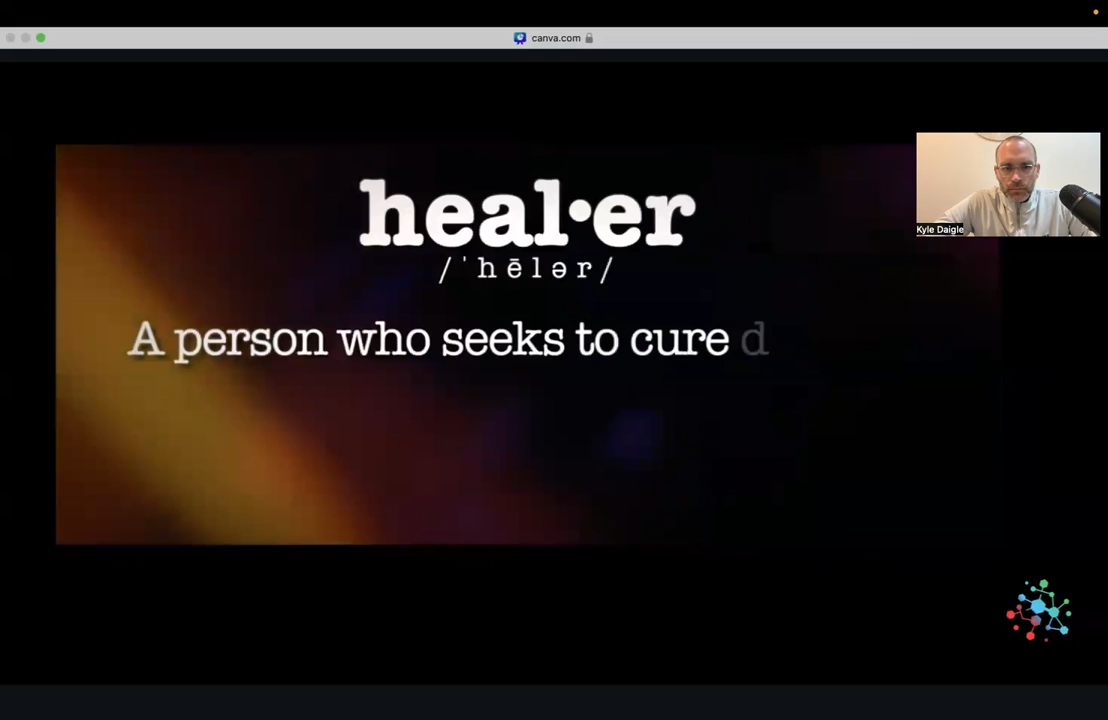 canva.com
heal•er
/ˈhēlər/
A person who seeks to cure d
Kyle Daigle